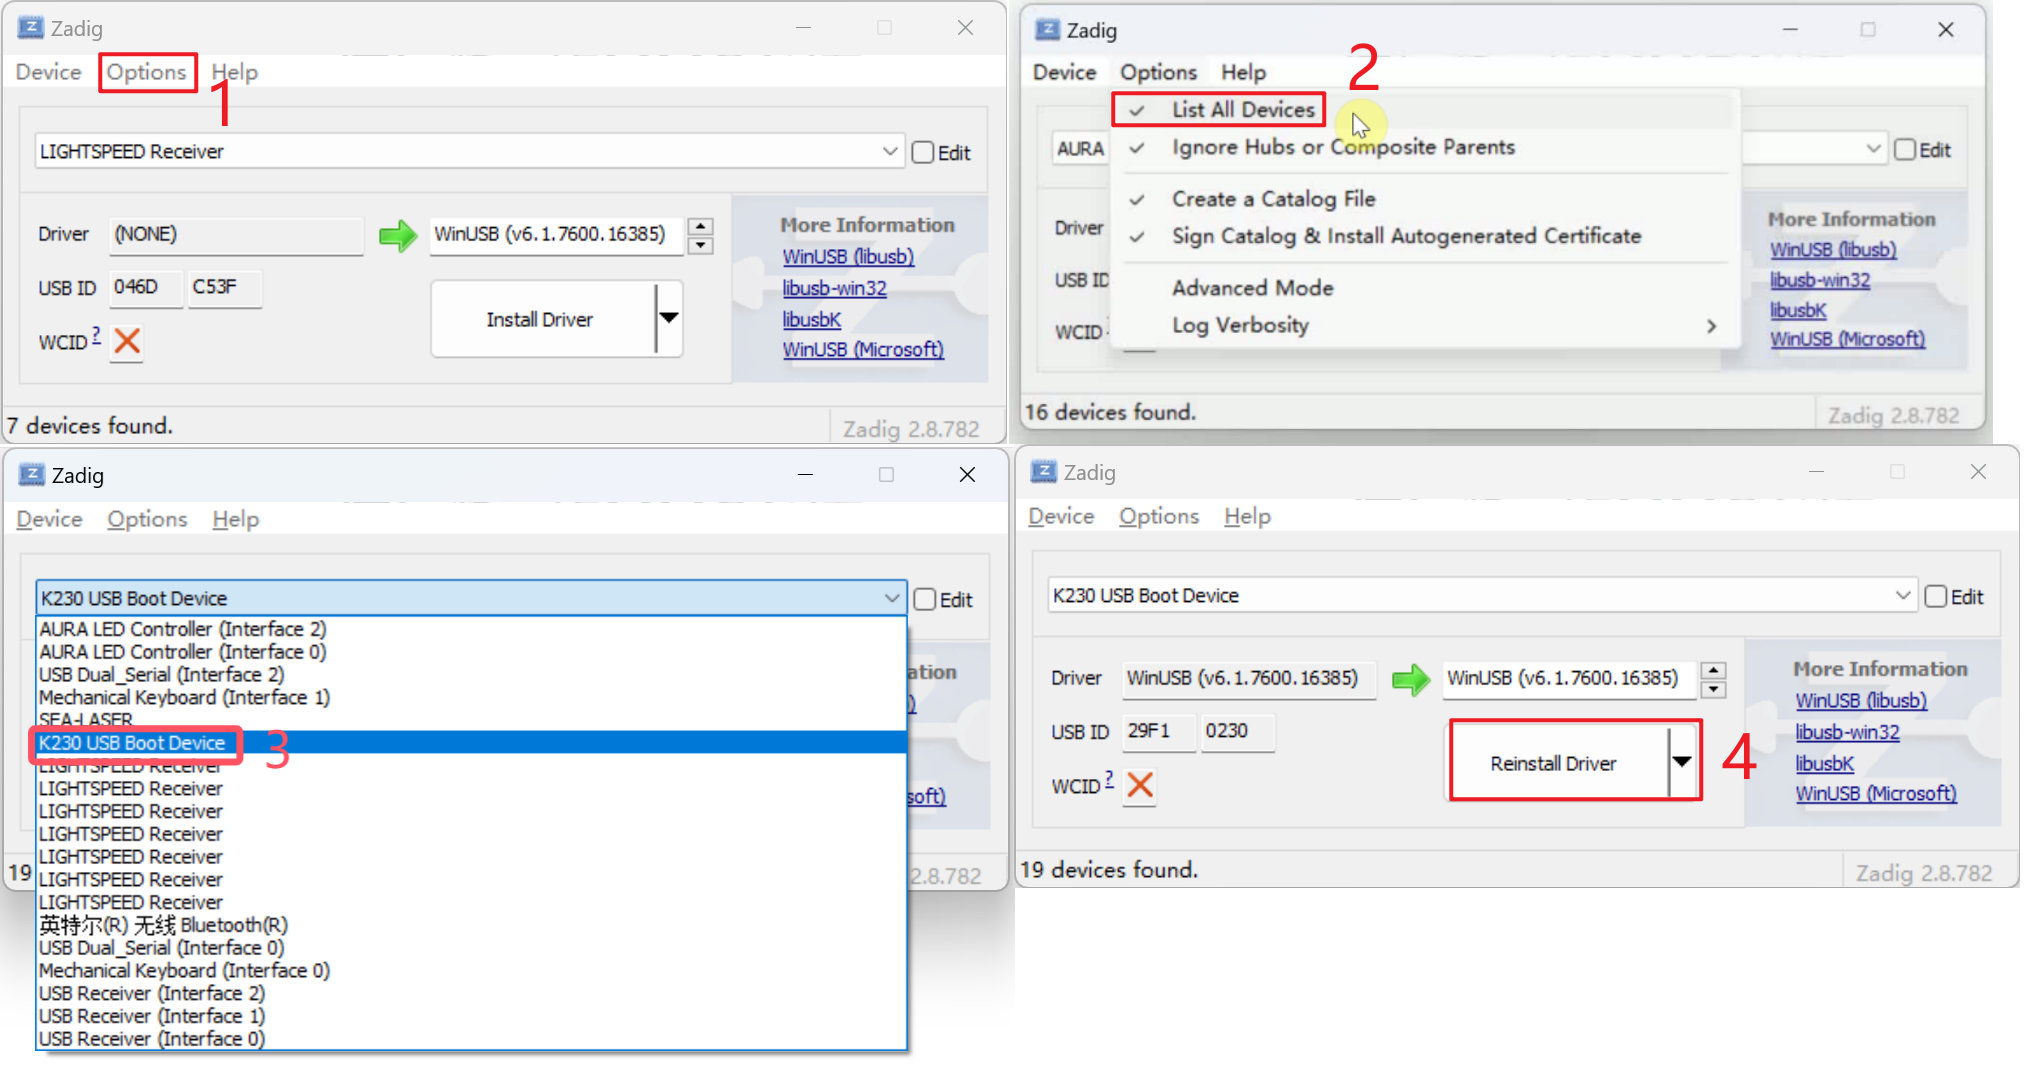 Zadig
Device Options Help
1
LIGHTSPEED Receiver
Edit
Driver (NONE) WinUSB (v6.1.7600.16385)
USB ID 046D C53F
WCID ?
Install Driver
More Information
WinUSB (libusb)
libusb-win32
libusbK
WinUSB (Microsoft)
7 devices found.
Zadig 2.8.782
Zadig
Device Options Help
2
List All Devices
Ignore Hubs or Composite Parents
Create a Catalog File
Sign Catalog & Install Autogenerated Certificate
Advanced Mode
Log Verbosity
AURA
Edit
Driver
USB ID
WCID
More Information
WinUSB (libusb)
libusb-win32
libusbK
WinUSB (Microsoft)
16 devices found.
Zadig 2.8.782
Zadig
Device Options Help
K230 USB Boot Device
Edit
AURA LED Controller (Interface 2)
AURA LED Controller (Interface 0)
USB Dual_Serial (Interface 2)
Mechanical Keyboard (Interface 1)
SEA-LASER
K230 USB Boot Device
3
LIGHTSPEED Receiver
LIGHTSPEED Receiver
LIGHTSPEED Receiver
LIGHTSPEED Receiver
LIGHTSPEED Receiver
LIGHTSPEED Receiver
LIGHTSPEED Receiver
英特尔(R) 无线 Bluetooth(R)
USB Dual_Serial (Interface 0)
Mechanical Keyboard (Interface 0)
USB Receiver (Interface 2)
USB Receiver (Interface 1)
USB Receiver (Interface 0)
ation
soft)
19
2.8.782
Zadig
Device Options Help
K230 USB Boot Device
Edit
Driver WinUSB (v6.1.7600.16385) WinUSB (v6.1.7600.16385)
USB ID 29F1 0230
WCID ?
Reinstall Driver
4
More Information
WinUSB (libusb)
libusb-win32
libusbK
WinUSB (Microsoft)
19 devices found.
Zadig 2.8.782